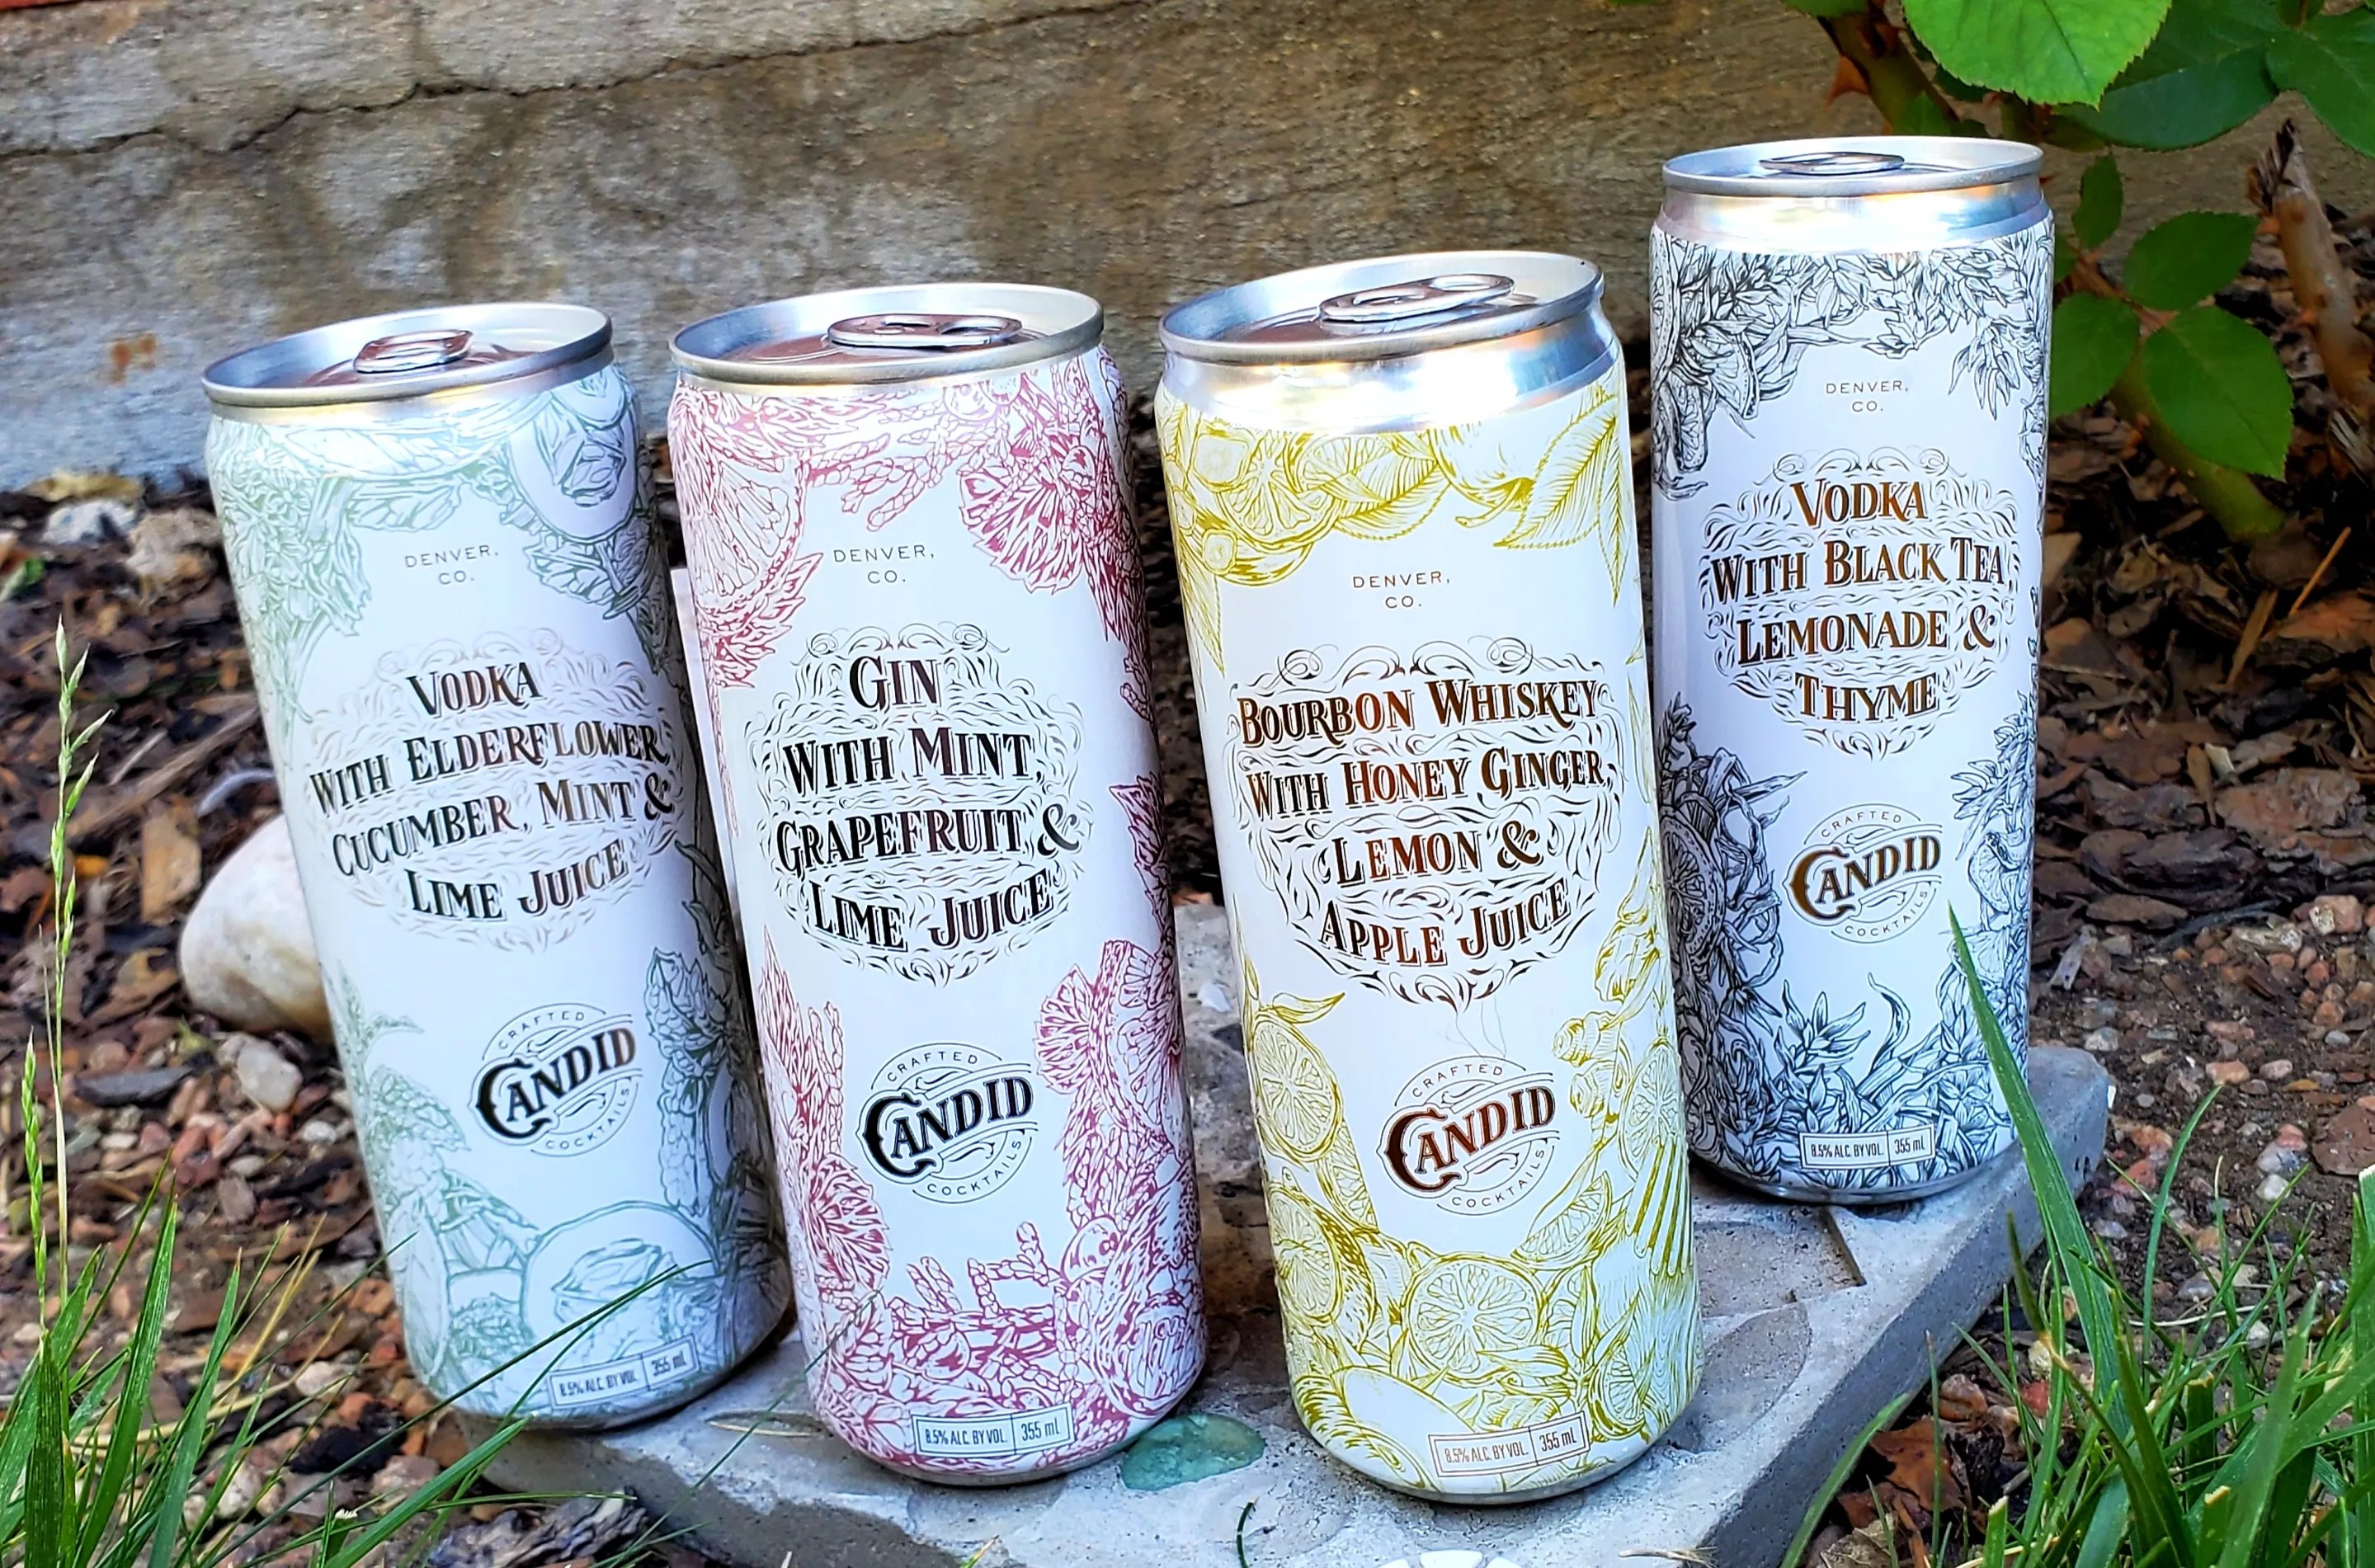 DENVER,
CO.
VODKA
WITH ELDERFLOWER,
CUCUMBER, MINT &
LIME JUICE
CRAFTED
CANDID
COCKTAILS
8.5% ALC. BY VOL. 355 mL
DENVER,
CO.
GIN
WITH MINT,
GRAPEFRUIT &
LIME JUICE
CRAFTED
CANDID
COCKTAILS
8.5% ALC. BY VOL. 355 mL
DENVER,
CO.
BOURBON WHISKEY
WITH HONEY GINGER,
LEMON &
APPLE JUICE
CRAFTED
CANDID
COCKTAILS
8.5% ALC. BY VOL. 355 mL
DENVER,
CO.
VODKA
WITH BLACK TEA
LEMONADE &
THYME
CRAFTED
CANDID
COCKTAILS
8.5% ALC. BY VOL. 355 mL